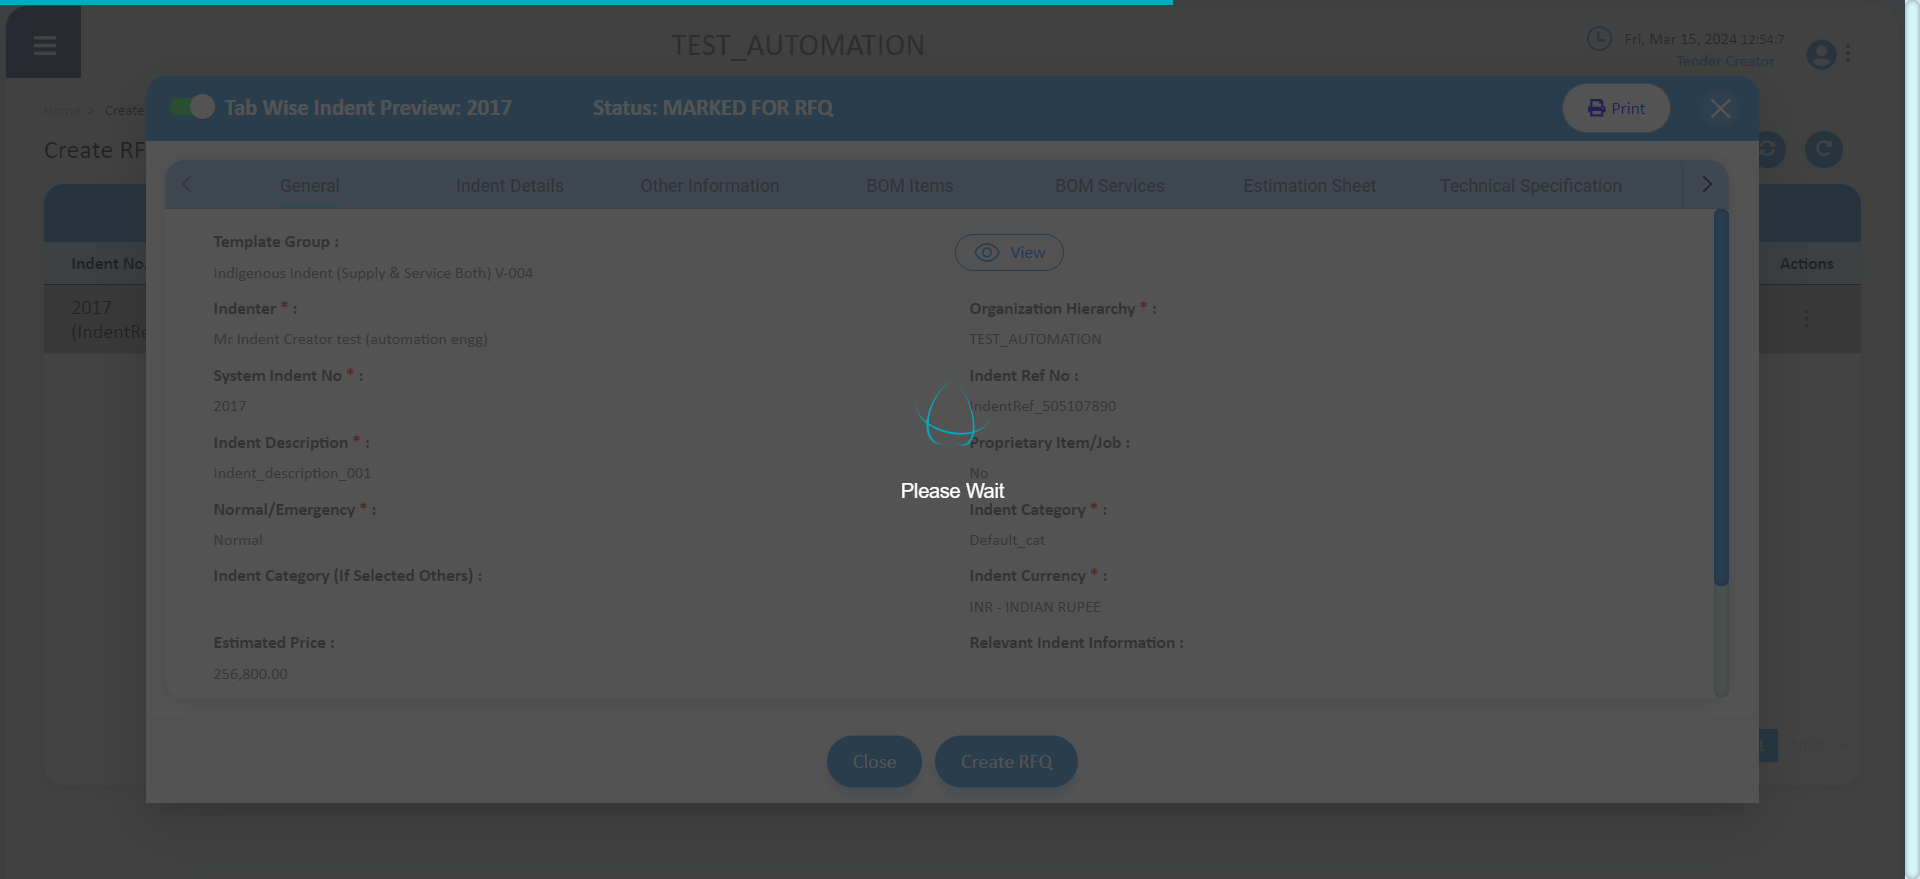 TEST_AUTOMATION
Fri, Mar 15, 2024 12:54:7
Tender Creator
Home > Create
Tab Wise Indent Preview: 2017
Status: MARKED FOR RFQ
Print
Create RF
General
Indent Details
Other Information
BOM Items
BOM Services
Estimation Sheet
Technical Specification
Indent No
Actions
2017
(IndentRe
Template Group :
Indigenous Indent (Supply & Service Both) V-004
View
Indenter * :
Mr Indent Creator test (automation engg)
Organization Hierarchy * :
TEST_AUTOMATION
System Indent No * :
2017
Indent Ref No :
IndentRef_505107890
Indent Description * :
Indent_description_001
Proprietary Item/Job :
No
Please Wait
Normal/Emergency * :
Normal
Indent Category * :
Default_cat
Indent Category (If Selected Others) :
Indent Currency * :
INR - INDIAN RUPEE
Estimated Price :
256,800.00
Relevant Indent Information :
Close
Create RFQ